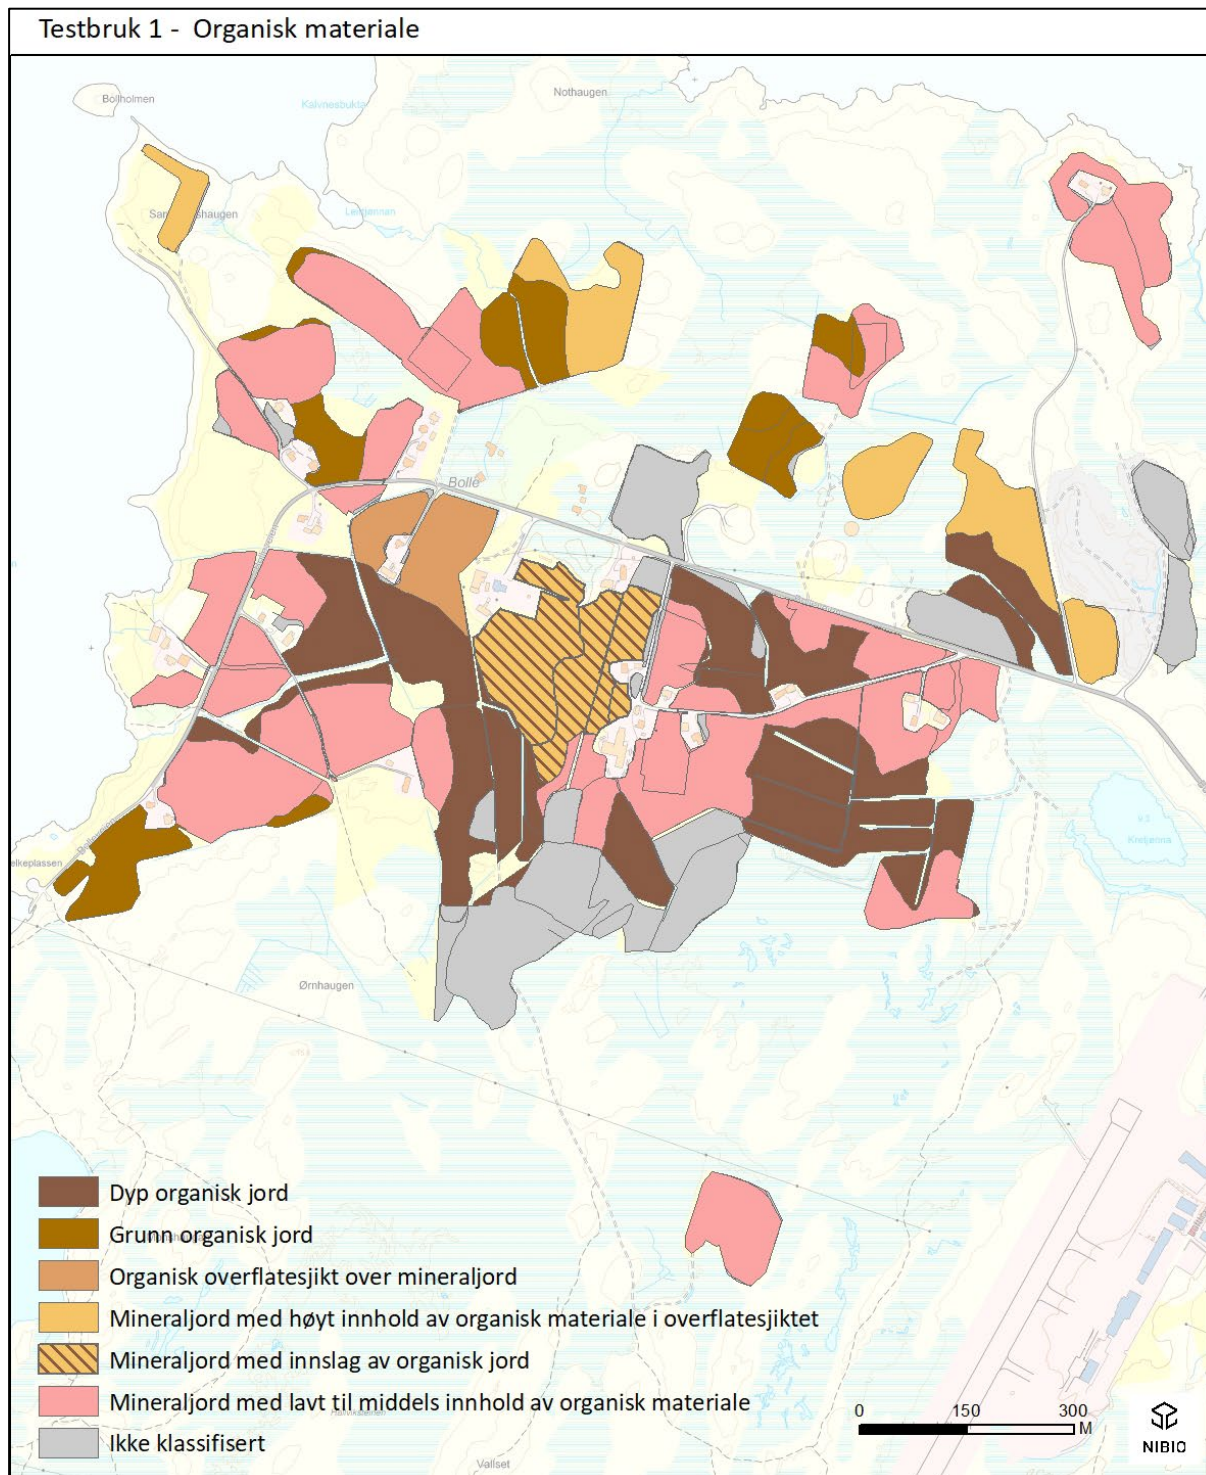 Testbruk 1 - Organisk materiale
Bollholmen
Kalvnesbukta
Nothaugen
Leirtjønnan
Bolle
Ørnhaugen
Dyp organisk jord
Grunn organisk jord
Organisk overflatesjikt over mineraljord
Mineraljord med høyt innhold av organisk materiale i overflatesjiktet
Mineraljord med innslag av organisk jord
Mineraljord med lavt til middels innhold av organisk materiale
Ikke klassifisert
0 150 300
M
NIBIO
Vallset